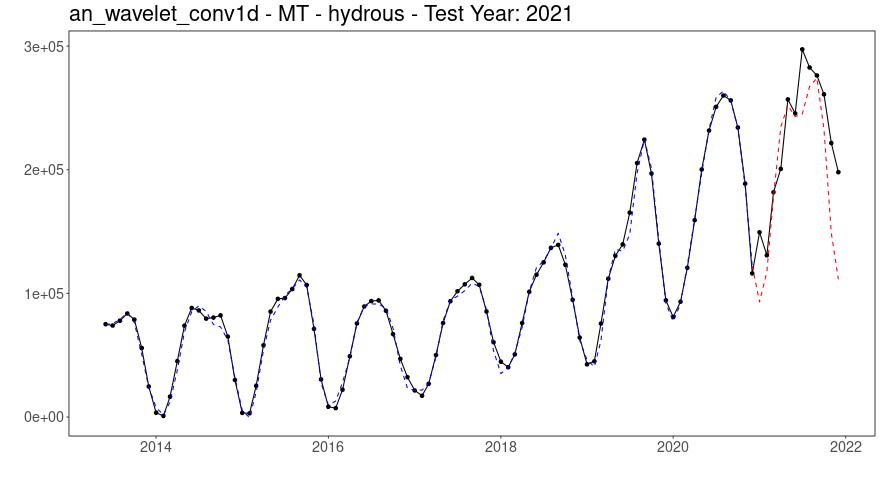 an_wavelet_conv1d - MT - hydrous - Test Year: 2021
3e+05
2e+05
1e+05
0e+00
2014 2016 2018 2020 2022